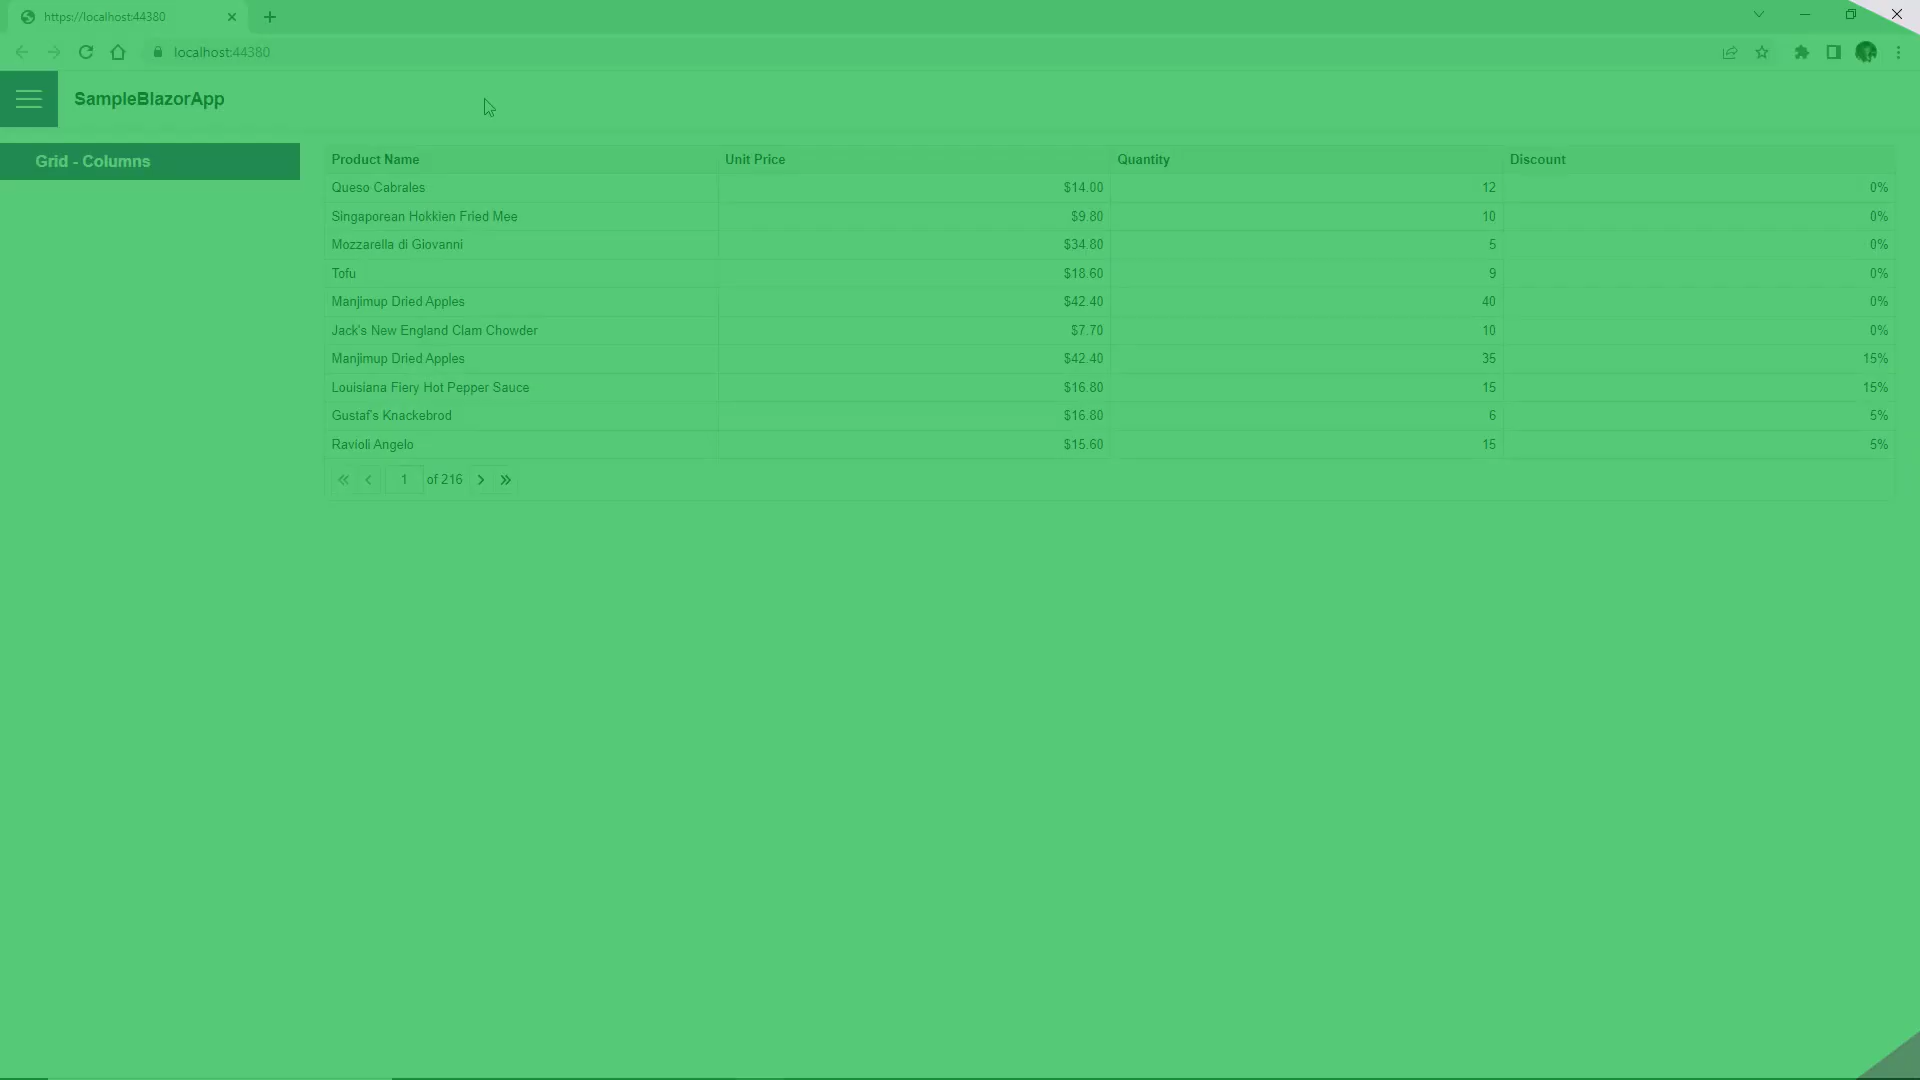 https://localhost:44380
localhost:44380
SampleBlazorApp
Grid - Columns
Product Name Unit Price Quantity Discount
Queso Cabrales $14.00 12 0%
Singaporean Hokkien Fried Mee $9.80 10 0%
Mozzarella di Giovanni $34.80 5 0%
Tofu $18.60 9 0%
Manjimup Dried Apples $42.40 40 0%
Jack's New England Clam Chowder $7.70 10 0%
Manjimup Dried Apples $42.40 35 15%
Louisiana Fiery Hot Pepper Sauce $16.80 15 15%
Gustaf's Knackebrod $16.80 6 5%
Ravioli Angelo $15.60 15 5%
1 of 216